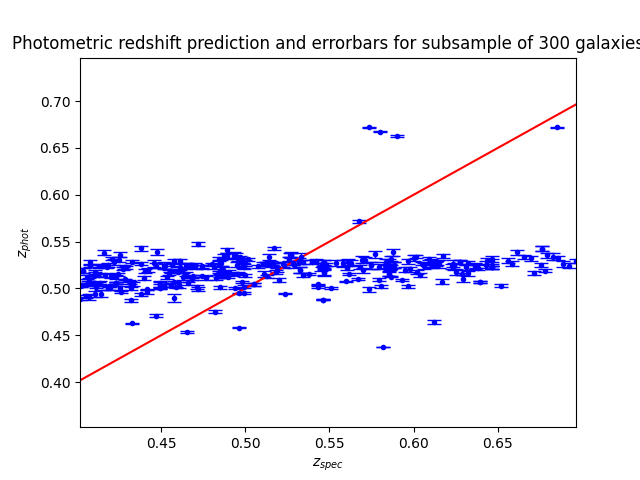 Photometric redshift prediction and errorbars for subsample of 300 galaxies
0.70
0.65
0.60
0.55
0.50
0.45
0.40
z_phot
0.45 0.50 0.55 0.60 0.65
z_spec